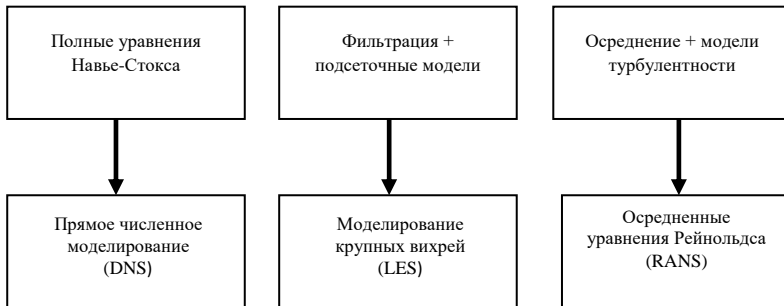 Полные уравнения
Навье-Стокса
Фильтрация +
подсеточные модели
Осреднение + модели
турбулентности
Прямое численное
моделирование
(DNS)
Моделирование
крупных вихрей
(LES)
Осредненные
уравнения Рейнольдса
(RANS)